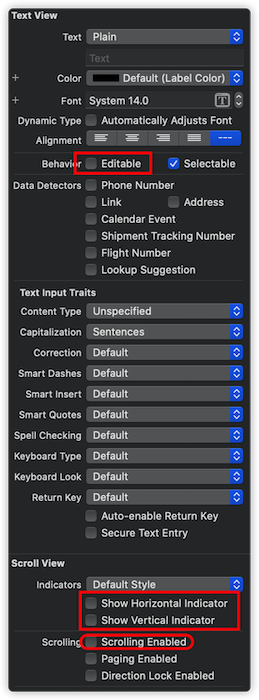 Text View
Text Plain
Text
+ Color Default (Label Color)
+ Font System 14.0 T
Dynamic Type Automatically Adjusts Font
Alignment ---
Behavior Editable Selectable
Data Detectors Phone Number
Link Address
Calendar Event
Shipment Tracking Number
Flight Number
Lookup Suggestion
Text Input Traits
Content Type Unspecified
Capitalization Sentences
Correction Default
Smart Dashes Default
Smart Insert Default
Smart Quotes Default
Spell Checking Default
Keyboard Type Default
Keyboard Look Default
Return Key Default
Auto-enable Return Key
Secure Text Entry
Scroll View
Indicators Default Style
Show Horizontal Indicator
Show Vertical Indicator
Scrolling Scrolling Enabled
Paging Enabled
Direction Lock Enabled